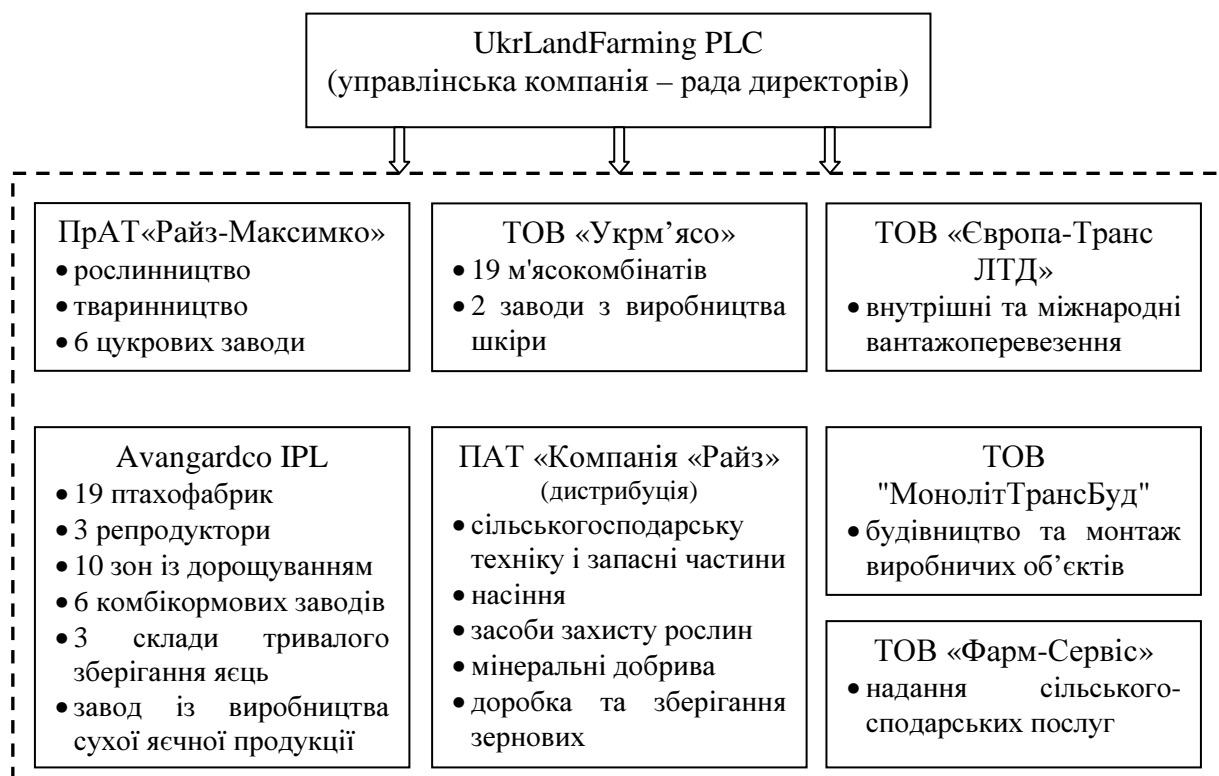 UkrLandFarming PLC
(управлінська компанія – рада директорів)
ПрАТ«Райз-Максимко»
• рослинництво
• тваринництво
• 6 цукрових заводи
ТОВ «Укрм’ясо»
• 19 м'ясокомбінатів
• 2 заводи з виробництва
шкіри
ТОВ «Європа-Транс
ЛТД»
• внутрішні та міжнародні
вантажоперевезення
Avangardco IPL
• 19 птахофабрик
• 3 репродуктори
• 10 зон із дорощуванням
• 6 комбікормових заводів
• 3 склади тривалого
зберігання яєць
• завод із виробництва
сухої яєчної продукції
ПАТ «Компанія «Райз»
(дистрибуція)
• сільськогосподарську
техніку і запасні частини
• насіння
• засоби захисту рослин
• мінеральні добрива
• доробка та зберігання
зернових
ТОВ
"МонолітТрансБуд"
• будівництво та монтаж
виробничих об’єктів
ТОВ «Фарм-Сервіс»
• надання сільського-
сподарських послуг